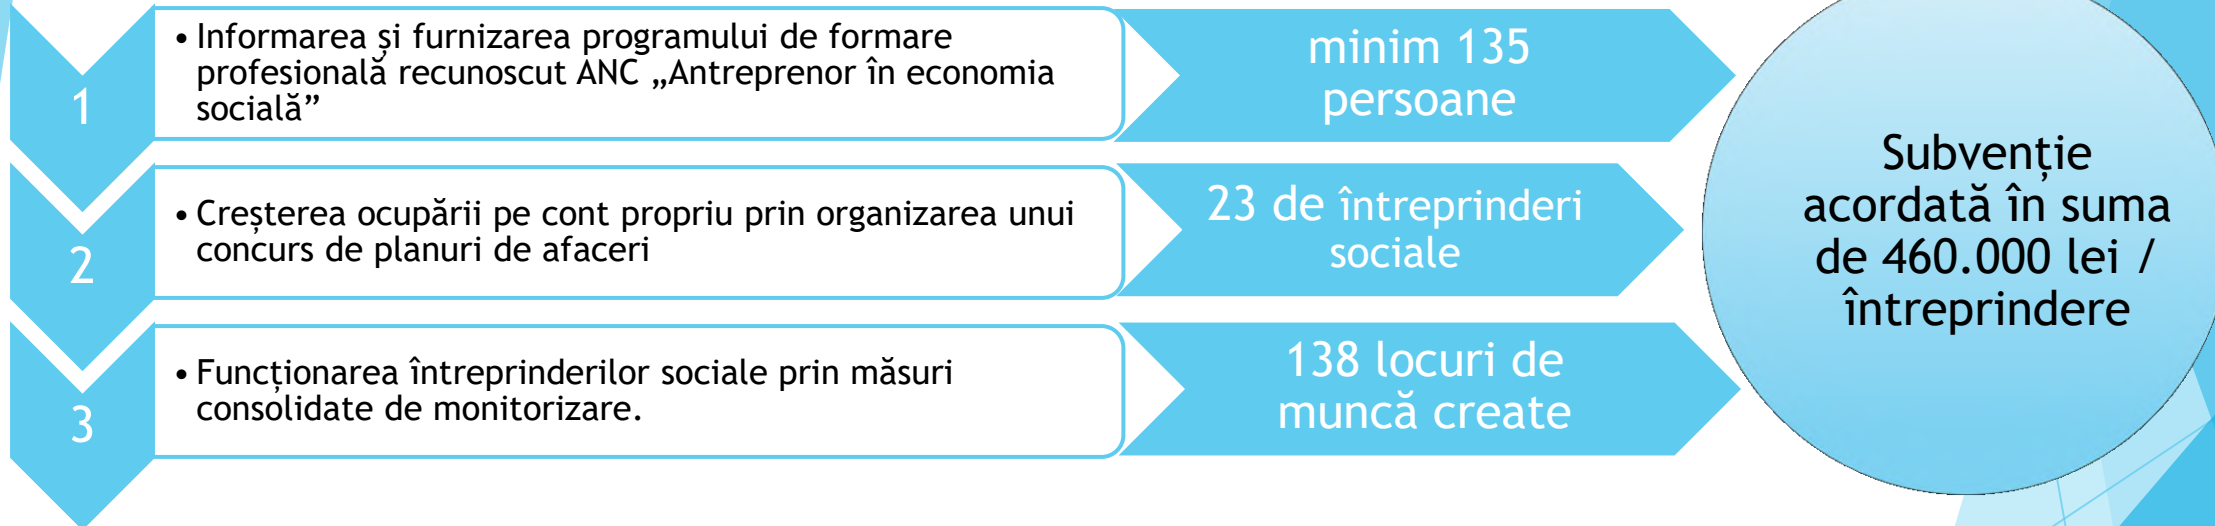 1
• Informarea și furnizarea programului de formare
profesională recunoscut ANC „Antreprenor în economia
socială”
minim 135
persoane
2
• Creșterea ocupării pe cont propriu prin organizarea unui
concurs de planuri de afaceri
23 de întreprinderi
sociale
3
• Funcționarea întreprinderilor sociale prin măsuri
consolidate de monitorizare.
138 locuri de
muncă create
Subvenție
acordată în suma
de 460.000 lei /
întreprindere